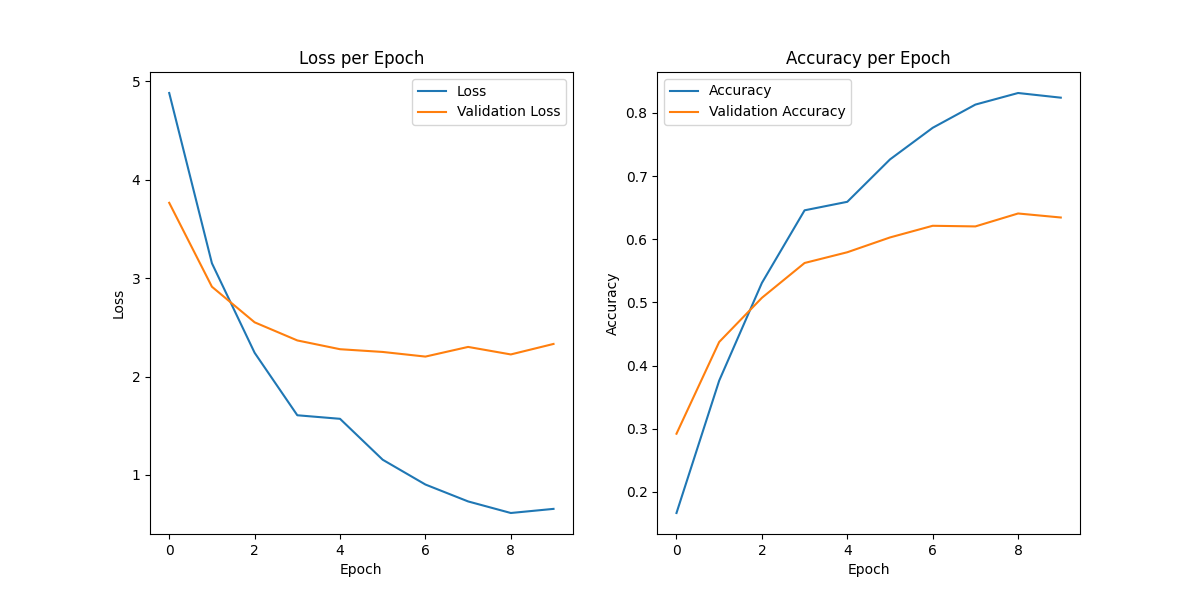 Loss per Epoch
Loss
Validation Loss
5
4
3
2
1
Loss
0 2 4 6 8
Epoch
Accuracy per Epoch
Accuracy
Validation Accuracy
0.8
0.7
0.6
0.5
0.4
0.3
0.2
Accuracy
0 2 4 6 8
Epoch